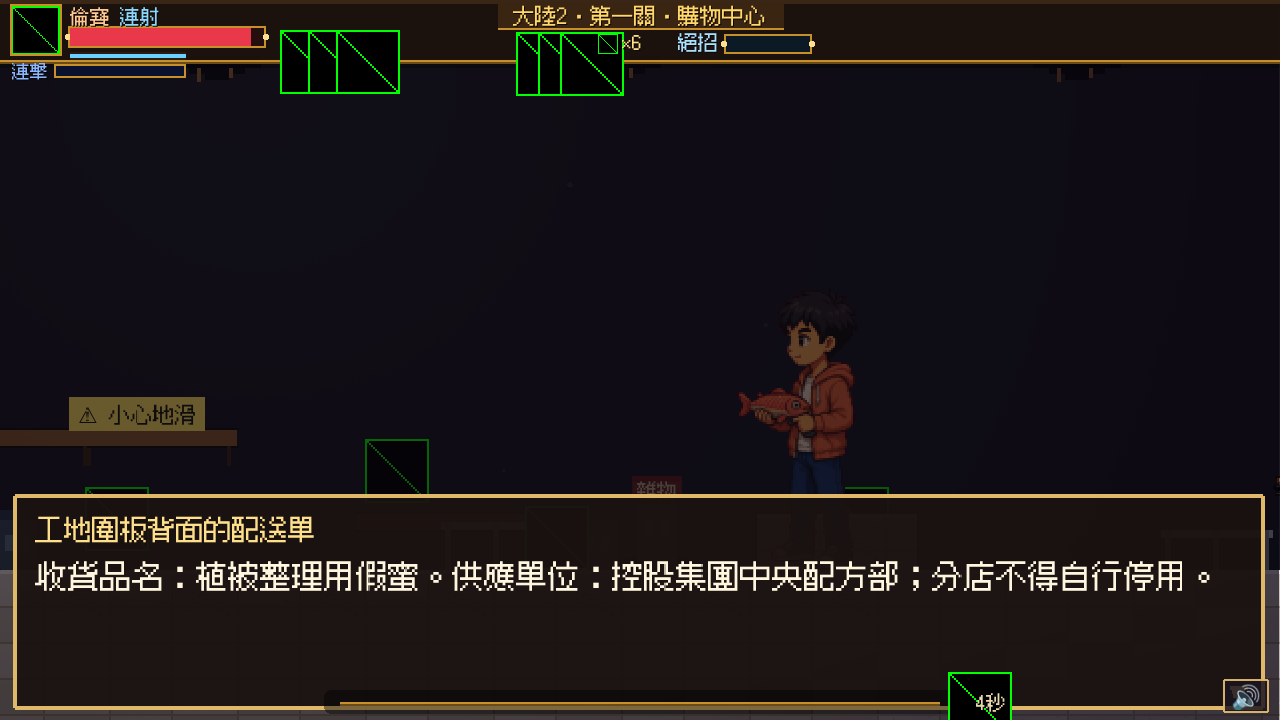 倫寶 連射
大陸2·第一關·購物中心
×6 絕招
連擊
⚠ 小心地滑
雜物
工地圍板背面的配送單
收貨品名：植被整理用假蜜。供應單位：控股集團中央配方部；分店不得自行停用。
4秒